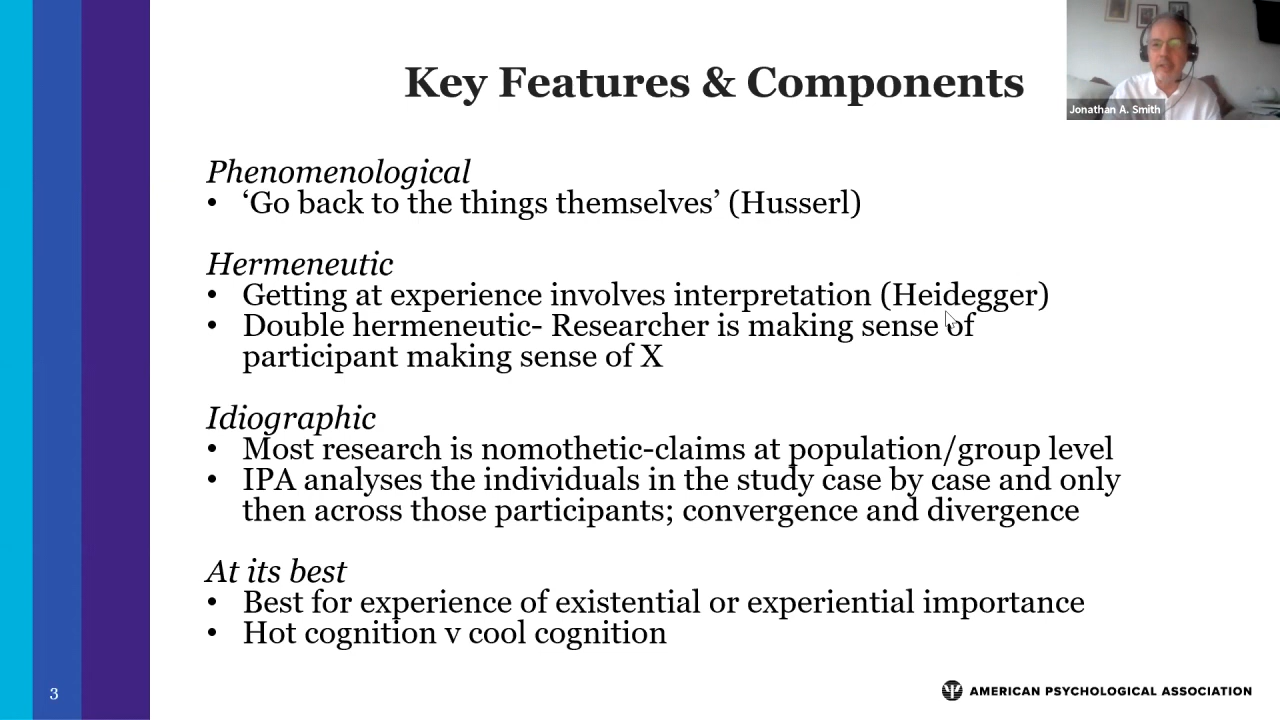 Key Features & Components
Jonathan A. Smith
Phenomenological
• ‘Go back to the things themselves’ (Husserl)
Hermeneutic
• Getting at experience involves interpretation (Heidegger)
• Double hermeneutic- Researcher is making sense of
participant making sense of X
Idiographic
• Most research is nomothetic-claims at population/group level
• IPA analyses the individuals in the study case by case and only
then across those participants; convergence and divergence
At its best
• Best for experience of existential or experiential importance
• Hot cognition v cool cognition
3
AMERICAN PSYCHOLOGICAL ASSOCIATION